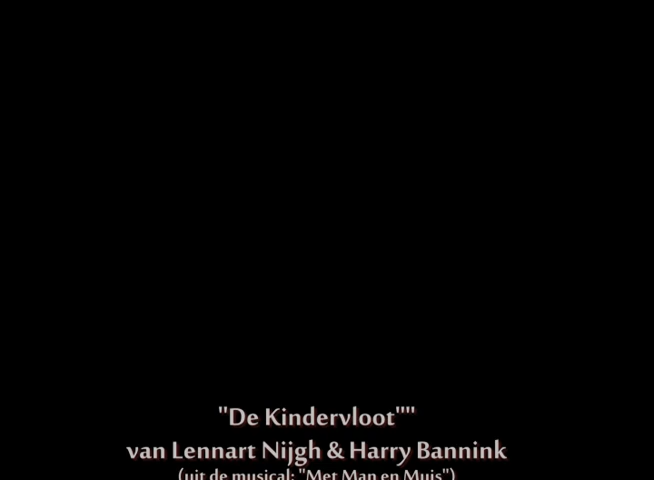 "De Kindervloot""
van Lennart Nijgh & Harry Bannink
(uit de musical: "Met Man en Muis")